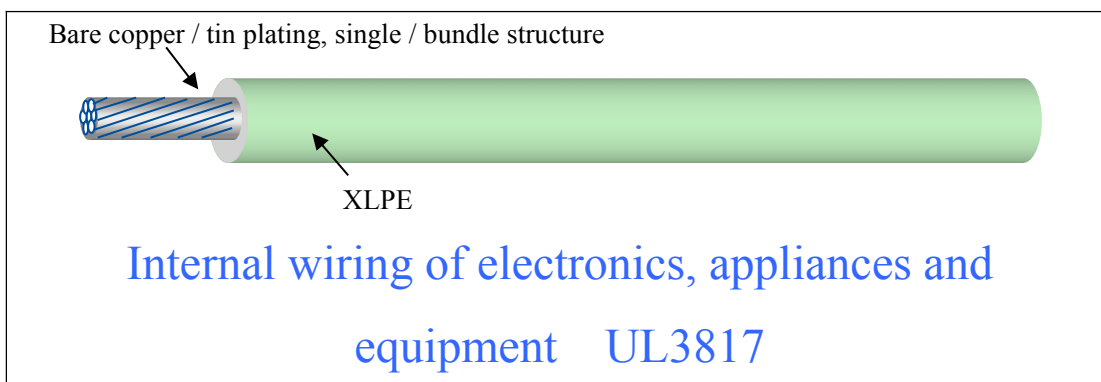 Bare copper / tin plating, single / bundle structure
XLPE
Internal wiring of electronics, appliances and
equipment UL3817